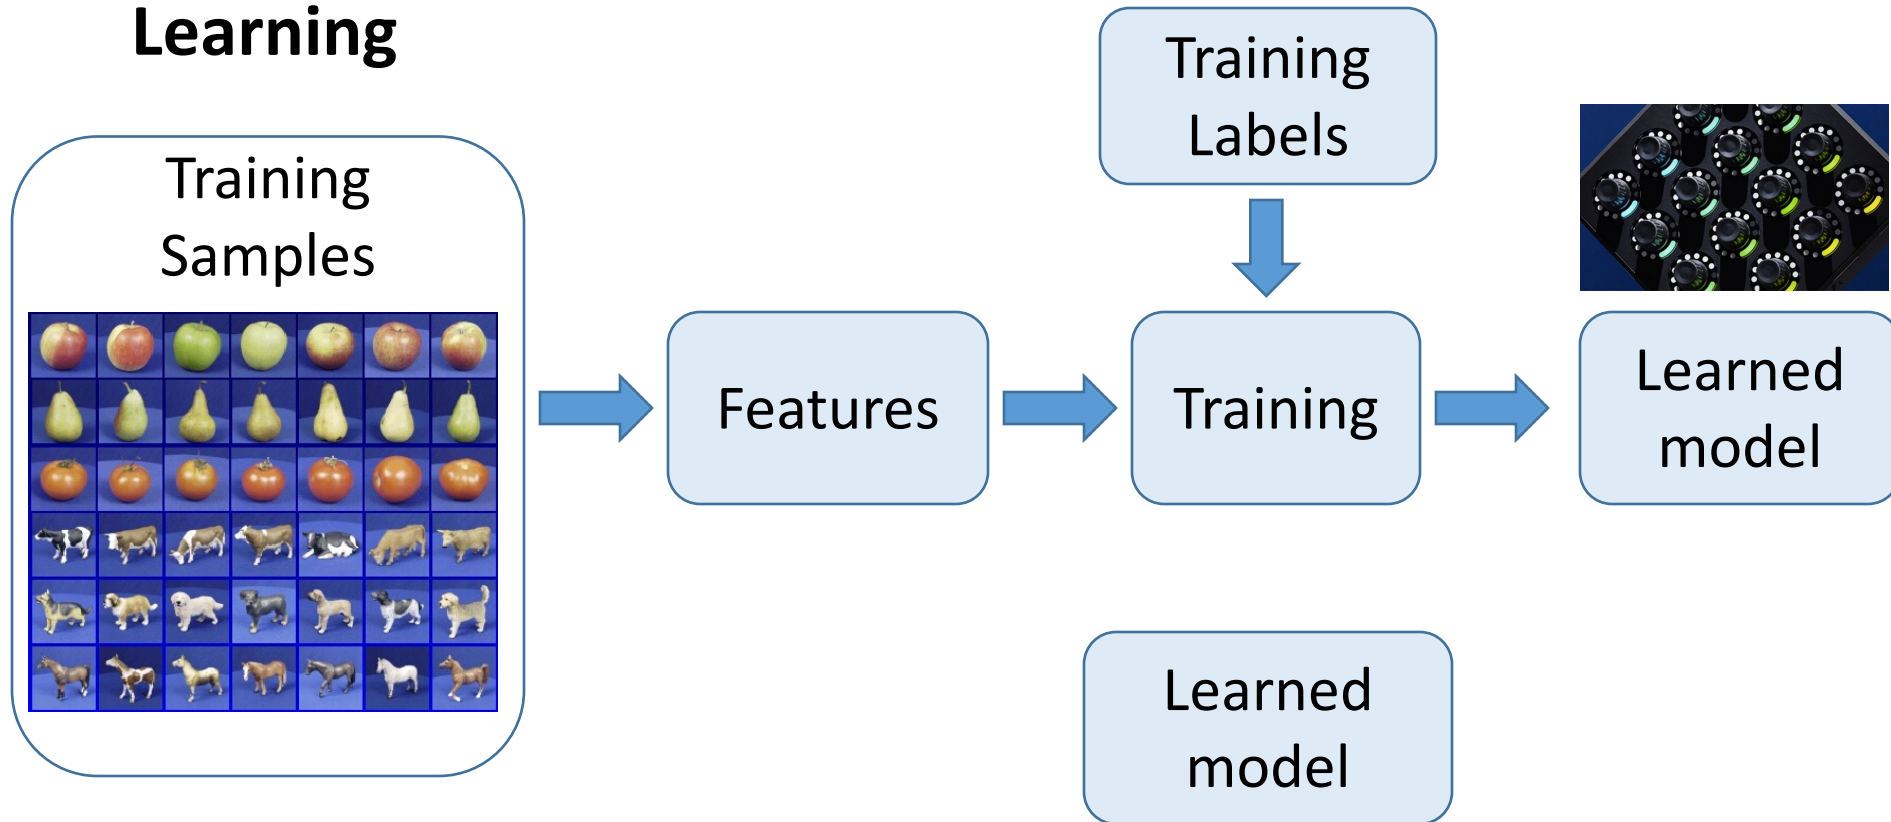 Learning
Training
Samples
Features
Training
Labels
Training
Learned
model
Learned
model